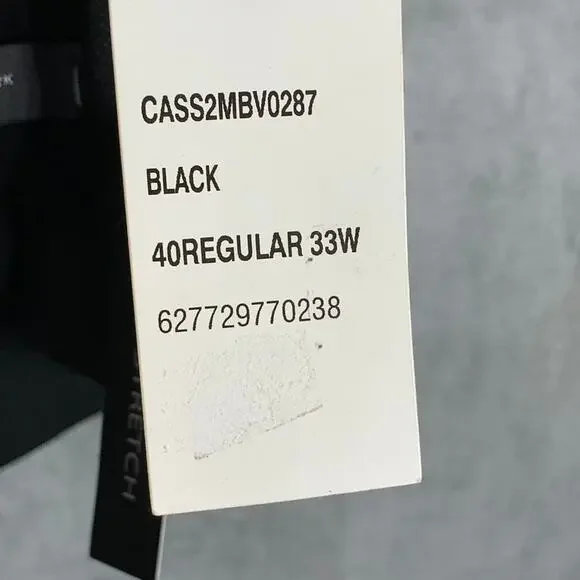 CASS2MBV0287
BLACK
40REGULAR 33W
627729770238
STRETCH